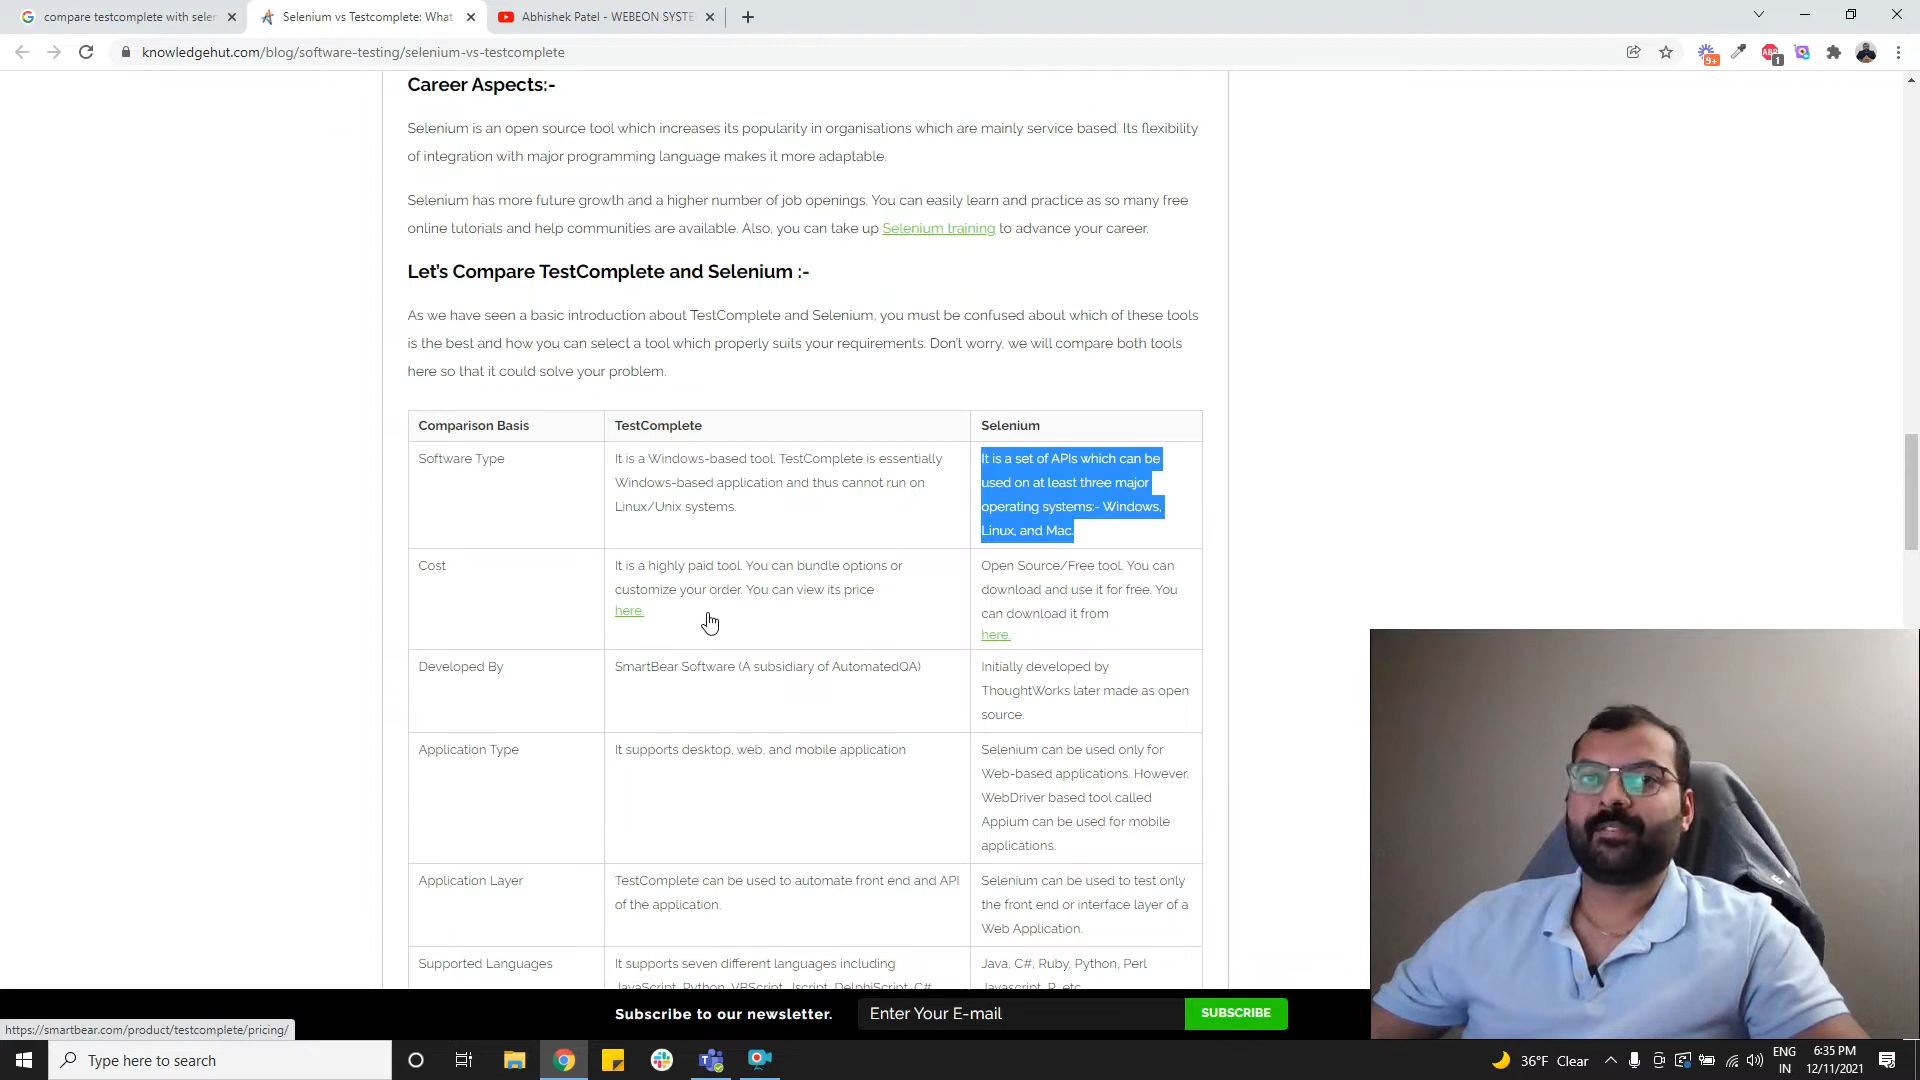 compare testcomplete with selen
Selenium vs Testcomplete: What
Abhishek Patel - WEBEON SYSTE
knowledgehut.com/blog/software-testing/selenium-vs-testcomplete
9+
ABP
1
Career Aspects:-
Selenium is an open source tool which increases its popularity in organisations which are mainly service based. Its flexibility
of integration with major programming language makes it more adaptable.
Selenium has more future growth and a higher number of job openings. You can easily learn and practice as so many free
online tutorials and help communities are available. Also, you can take up Selenium training to advance your career.
Let's Compare TestComplete and Selenium :-
As we have seen a basic introduction about TestComplete and Selenium, you must be confused about which of these tools
is the best and how you can select a tool which properly suits your requirements. Don't worry, we will compare both tools
here so that it could solve your problem.
Comparison Basis
TestComplete
Selenium
Software Type
It is a Windows-based tool. TestComplete is essentially
Windows-based application and thus cannot run on
Linux/Unix systems.
It is a set of APIs which can be
used on at least three major
operating systems:- Windows,
Linux, and Mac.
Cost
It is a highly paid tool. You can bundle options or
customize your order. You can view its price
here.
Open Source/Free tool. You can
download and use it for free. You
can download it from
here.
Developed By
SmartBear Software (A subsidiary of AutomatedQA)
Initially developed by
ThoughtWorks later made as open
source.
Application Type
It supports desktop, web, and mobile application
Selenium can be used only for
Web-based applications. However,
WebDriver based tool called
Appium can be used for mobile
applications.
Application Layer
TestComplete can be used to automate front end and API
of the application.
Selenium can be used to test only
the front end or interface layer of a
Web Application.
Supported Languages
It supports seven different languages including
JavaScript, Python, VBScript, Jscript, DelphiScript, C#
Java, C#, Ruby, Python, Perl
Javascript, R, etc
Subscribe to our newsletter.
Enter Your E-mail
SUBSCRIBE
https://smartbear.com/product/testcomplete/pricing/
Type here to search
36°F Clear
ENG
IN
6:35 PM
12/11/2021